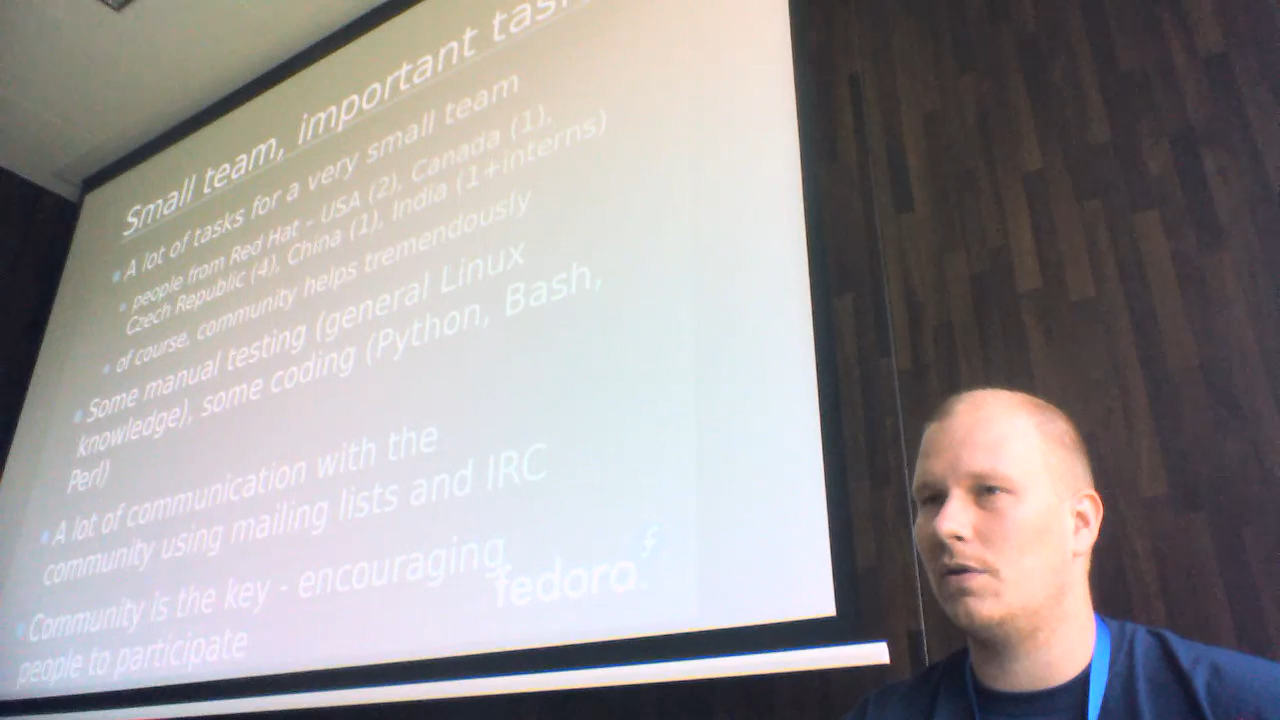 Small team, important task
A lot of tasks for a very small team
people from Red Hat - USA (2), Canada (1),
Czech Republic (4), China (1), India (1+interns)
of course, community helps tremendously
Some manual testing (general Linux
knowledge), some coding (Python, Bash,
Perl)
A lot of communication with the
community using mailing lists and IRC
Community is the key - encouraging
people to participate
fedora